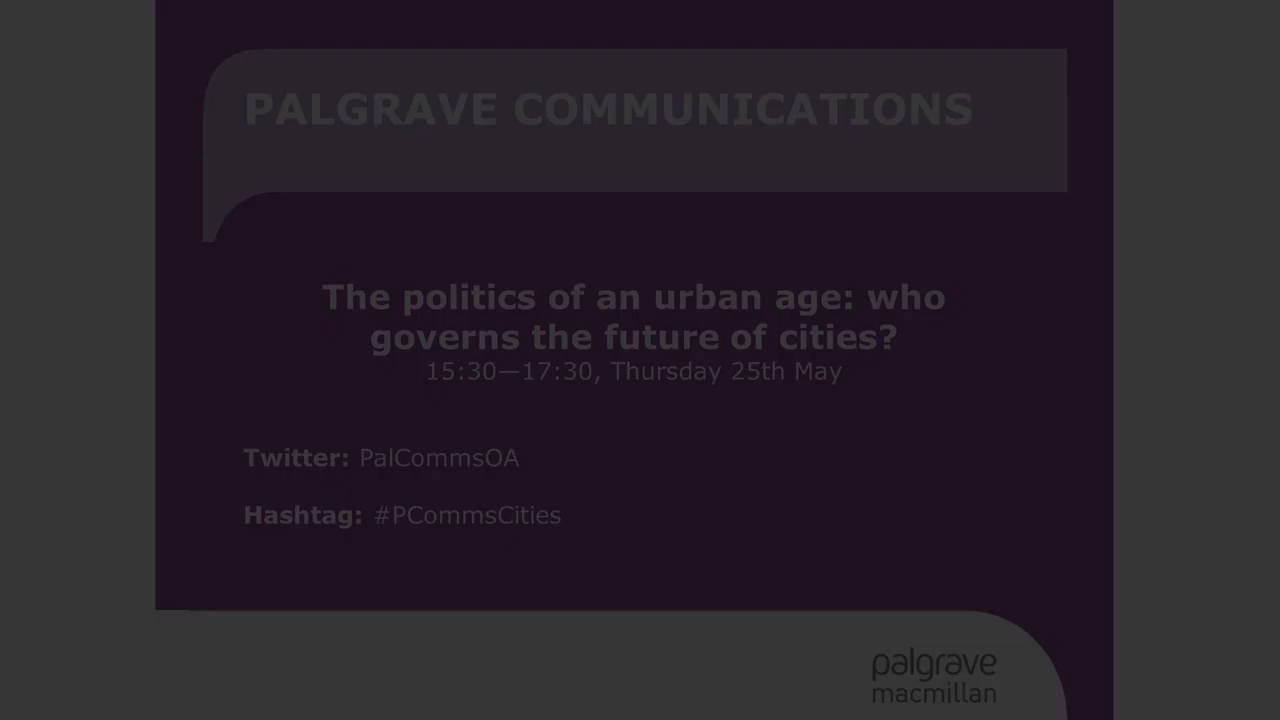 PALGRAVE COMMUNICATIONS
The politics of an urban age: who
governs the future of cities?
15:30—17:30, Thursday 25th May
Twitter: PalCommsOA
Hashtag: #PCommsCities
palgrave
macmillan